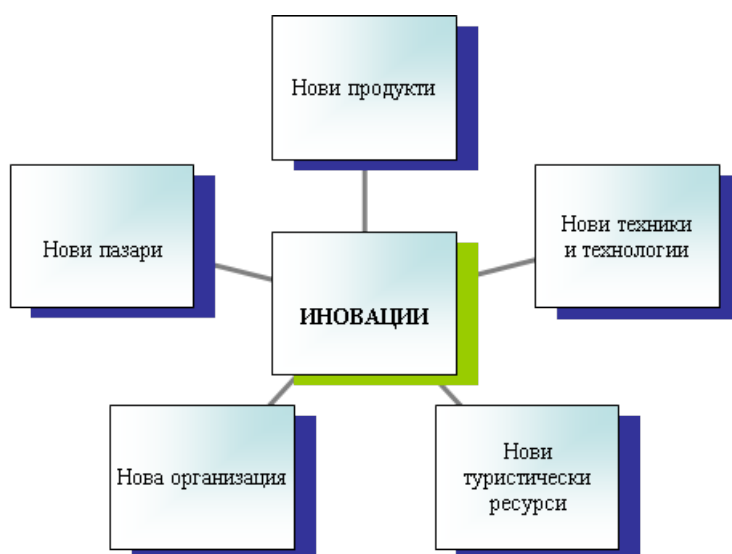 Нови продукти
Нови пазари
Нови техники
и технологии
ИНОВАЦИИ
Нова организация
Нови
туристически
ресурси